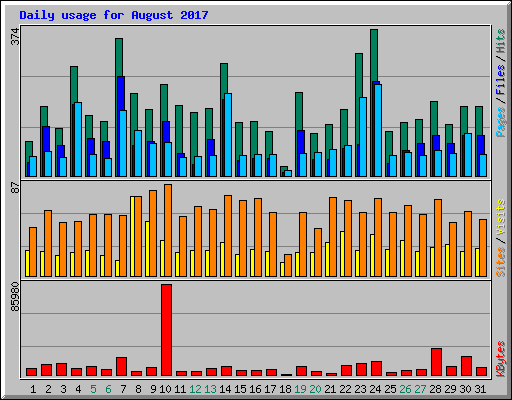 Daily usage for August 2017
374
Pages / Files / Hits
87
Sites / Visits
85980
KBytes
1 2 3 4 5 6 7 8 9 10 11 12 13 14 15 16 17 18 19 20 21 22 23 24 25 26 27 28 29 30 31